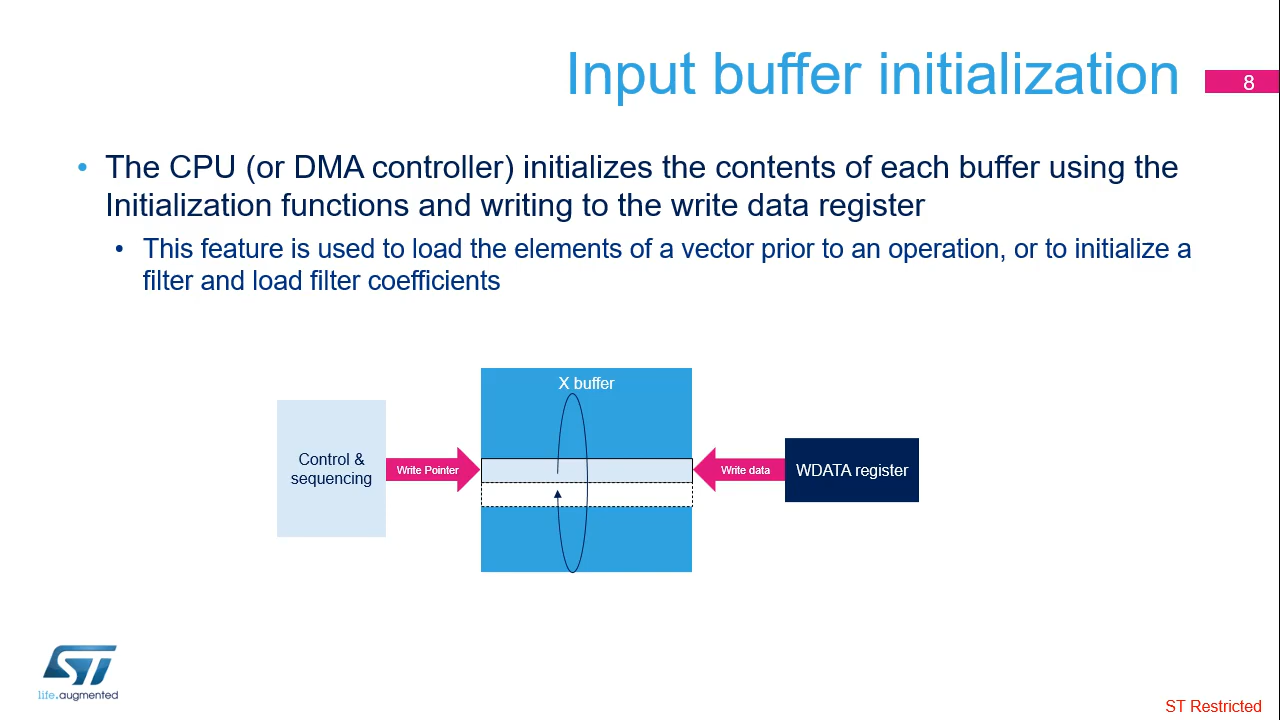 Input buffer initialization
8
• The CPU (or DMA controller) initializes the contents of each buffer using the
Initialization functions and writing to the write data register
• This feature is used to load the elements of a vector prior to an operation, or to initialize a
filter and load filter coefficients
X buffer
Control &
sequencing
Write Pointer
Write data
WDATA register
ST
life.augmented
ST Restricted